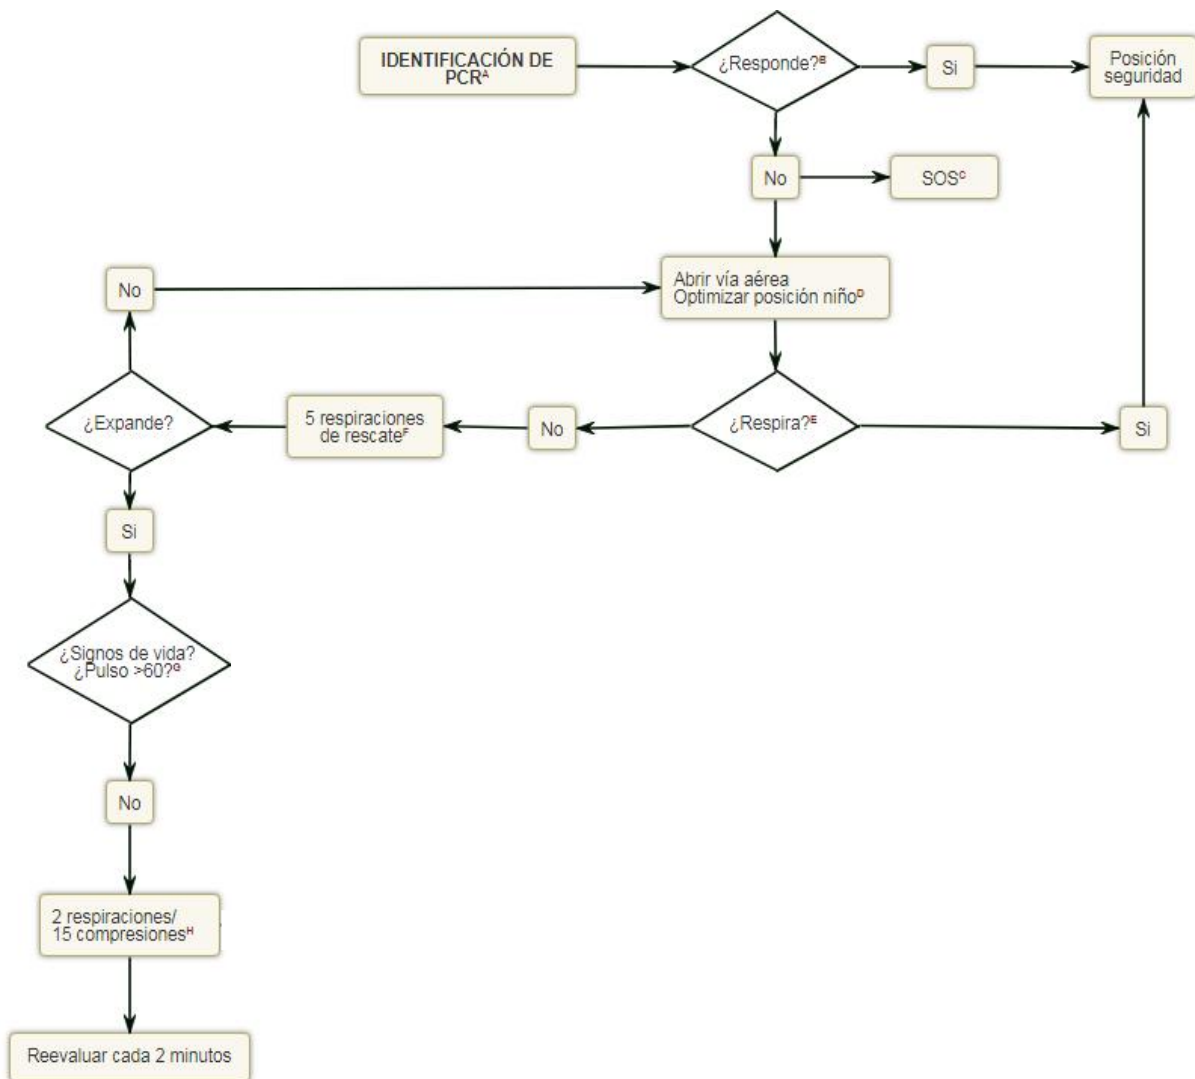 IDENTIFICACIÓN DE
PCRᴬ
¿Responde?ᴮ
Si
Posición
seguridad
No
SOSᶜ
Abrir vía aérea
Optimizar posición niñoᴰ
No
¿Respira?ᴱ
Si
No
5 respiraciones
de rescateᶠ
¿Expande?
Si
¿Signos de vida?
¿Pulso >60?ᴳ
No
2 respiraciones/
15 compresionesᴴ
Reevaluar cada 2 minutos